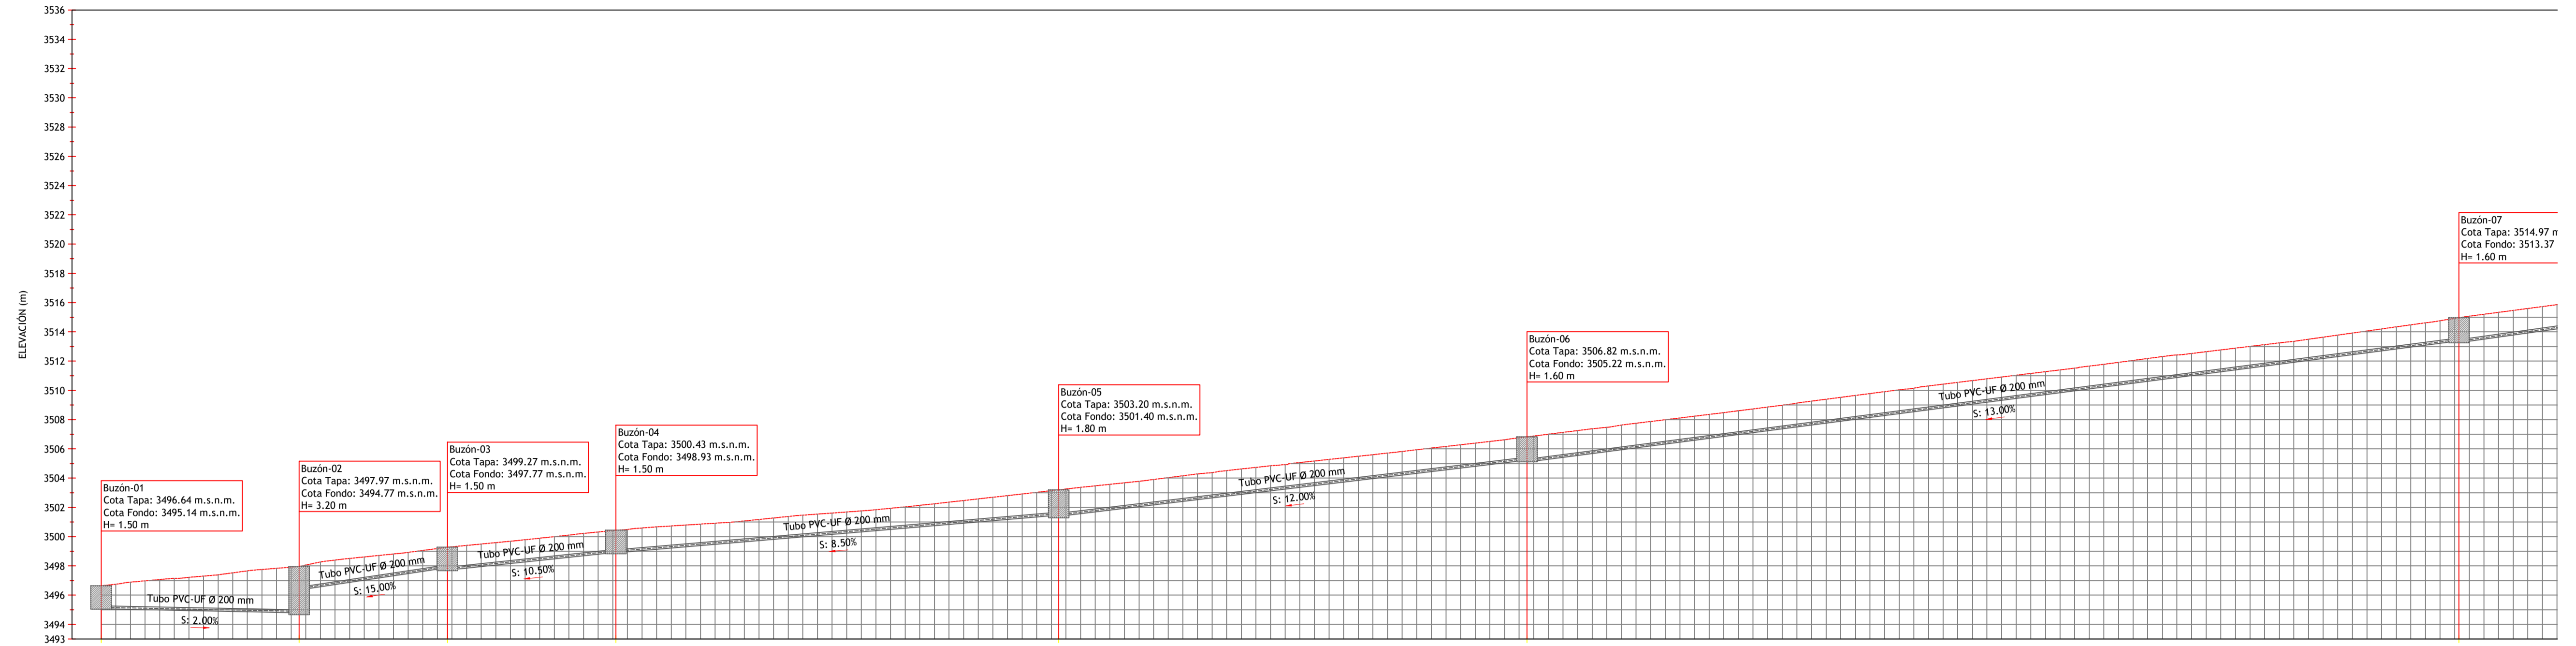 3536
3534
3532
3530
3528
3526
3524
3522
3520
3518
3516
3514
3512
3510
3508
3506
3504
3502
3500
3498
3496
3494
3493
ELEVACIÓN (m)
Buzón-01
Cota Tapa: 3496.64 m.s.n.m.
Cota Fondo: 3495.14 m.s.n.m.
H= 1.50 m
Tubo PVC-UF Ø 200 mm
S: 2.00%
Buzón-02
Cota Tapa: 3497.97 m.s.n.m.
Cota Fondo: 3494.77 m.s.n.m.
H= 3.20 m
Tubo PVC-UF Ø 200 mm
S: 15.00%
Buzón-03
Cota Tapa: 3499.27 m.s.n.m.
Cota Fondo: 3497.77 m.s.n.m.
H= 1.50 m
Tubo PVC-UF Ø 200 mm
S: 10.50%
Buzón-04
Cota Tapa: 3500.43 m.s.n.m.
Cota Fondo: 3498.93 m.s.n.m.
H= 1.50 m
Tubo PVC-UF Ø 200 mm
S: 8.50%
Buzón-05
Cota Tapa: 3503.20 m.s.n.m.
Cota Fondo: 3501.40 m.s.n.m.
H= 1.80 m
Tubo PVC-UF Ø 200 mm
S: 12.00%
Buzón-06
Cota Tapa: 3506.82 m.s.n.m.
Cota Fondo: 3505.22 m.s.n.m.
H= 1.60 m
Tubo PVC-UF Ø 200 mm
S: 13.00%
Buzón-07
Cota Tapa: 3514.97
Cota Fondo: 3513.37
H= 1.60 m